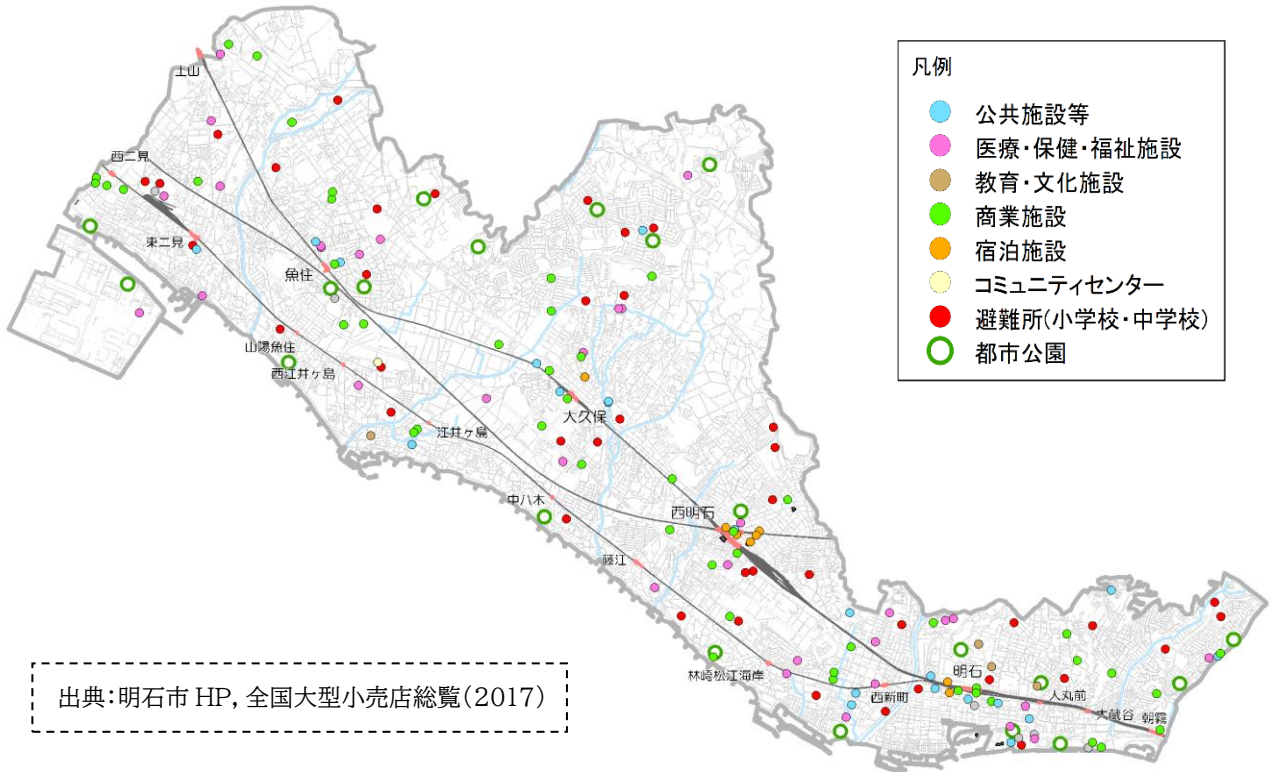 土山
西二見
東二見
魚住
山陽魚住
西江井ヶ島
江井ヶ島
大久保
中八木
西明石
藤江
林崎松江海岸
西新町
明石
人丸前
大蔵谷
朝霧
凡例
公共施設等
医療・保健・福祉施設
教育・文化施設
商業施設
宿泊施設
コミュニティセンター
避難所(小学校・中学校)
都市公園
出典:明石市 HP, 全国大型小売店総覧(2017)